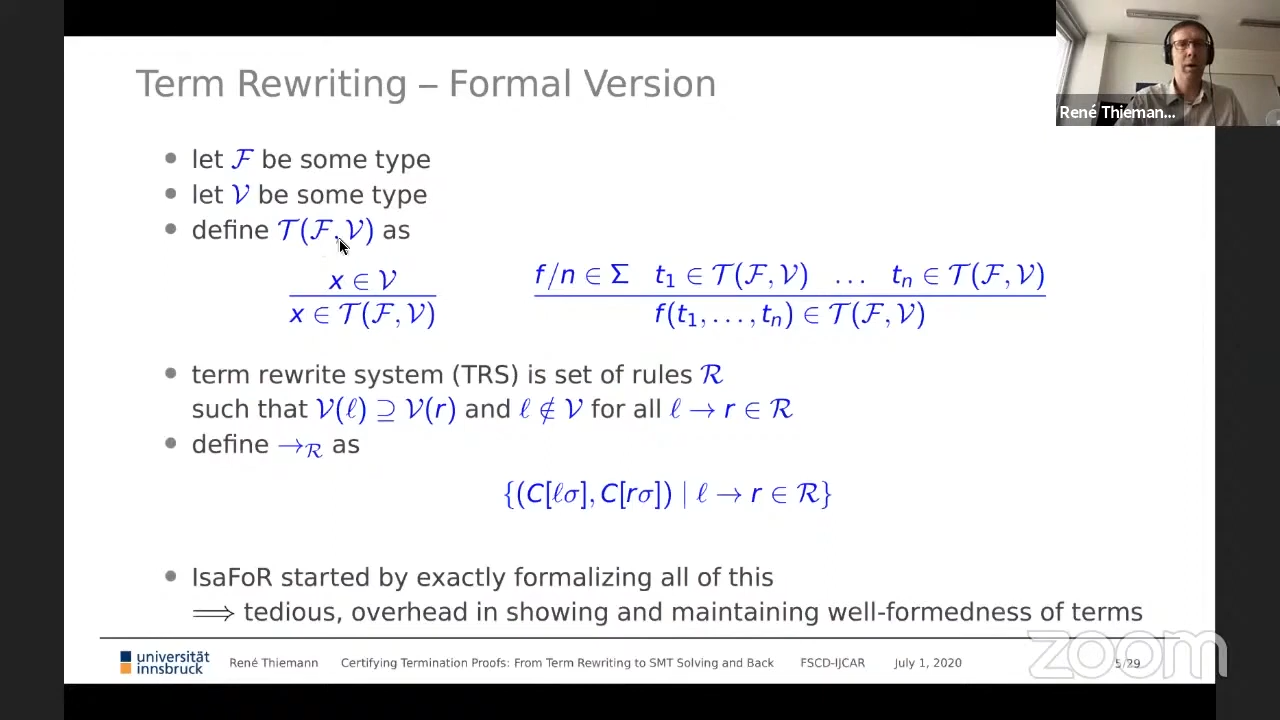 Term Rewriting – Formal Version
René Thieman...
• let 𝓕 be some type
• let 𝓥 be some type
• define 𝓣(𝓕, 𝓥) as
x ∈ 𝓥
x ∈ 𝓣(𝓕, 𝓥)
f/n ∈ Σ t₁ ∈ 𝓣(𝓕, 𝓥) ... tₙ ∈ 𝓣(𝓕, 𝓥)
f(t₁, ..., tₙ) ∈ 𝓣(𝓕, 𝓥)
• term rewrite system (TRS) is set of rules 𝓡
such that 𝓥(ℓ) ⊇ 𝓥(r) and ℓ ∉ 𝓥 for all ℓ → r ∈ 𝓡
• define →𝓡 as
{(C[ℓσ], C[rσ]) | ℓ → r ∈ 𝓡}
• IsaFoR started by exactly formalizing all of this
⟹ tedious, overhead in showing and maintaining well-formedness of terms
universität
innsbruck
René Thiemann Certifying Termination Proofs: From Term Rewriting to SMT Solving and Back FSCD-IJCAR July 1, 2020 5/29
zoom